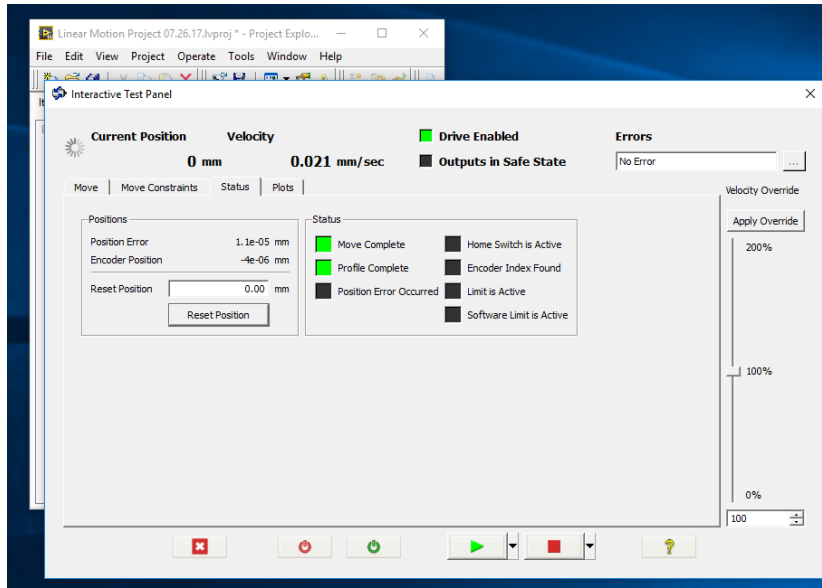 Linear Motion Project 07.26.17.lvproj * - Project Explo...
File Edit View Project Operate Tools Window Help
Interactive Test Panel
Current Position Velocity Drive Enabled Errors
0 mm 0.021 mm/sec Outputs in Safe State No Error ...
Move Move Constraints Status Plots Velocity Override
Positions Status Apply Override
Position Error 1.1e-05 mm Move Complete Home Switch is Active 200%
Encoder Position -4e-06 mm Profile Complete Encoder Index Found
Reset Position 0.00 mm Position Error Occurred Limit is Active
Reset Position Software Limit is Active
100%
0%
100